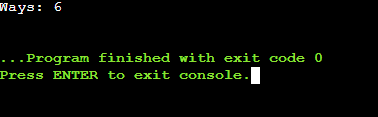 Ways: 6
...Program finished with exit code 0
Press ENTER to exit console.